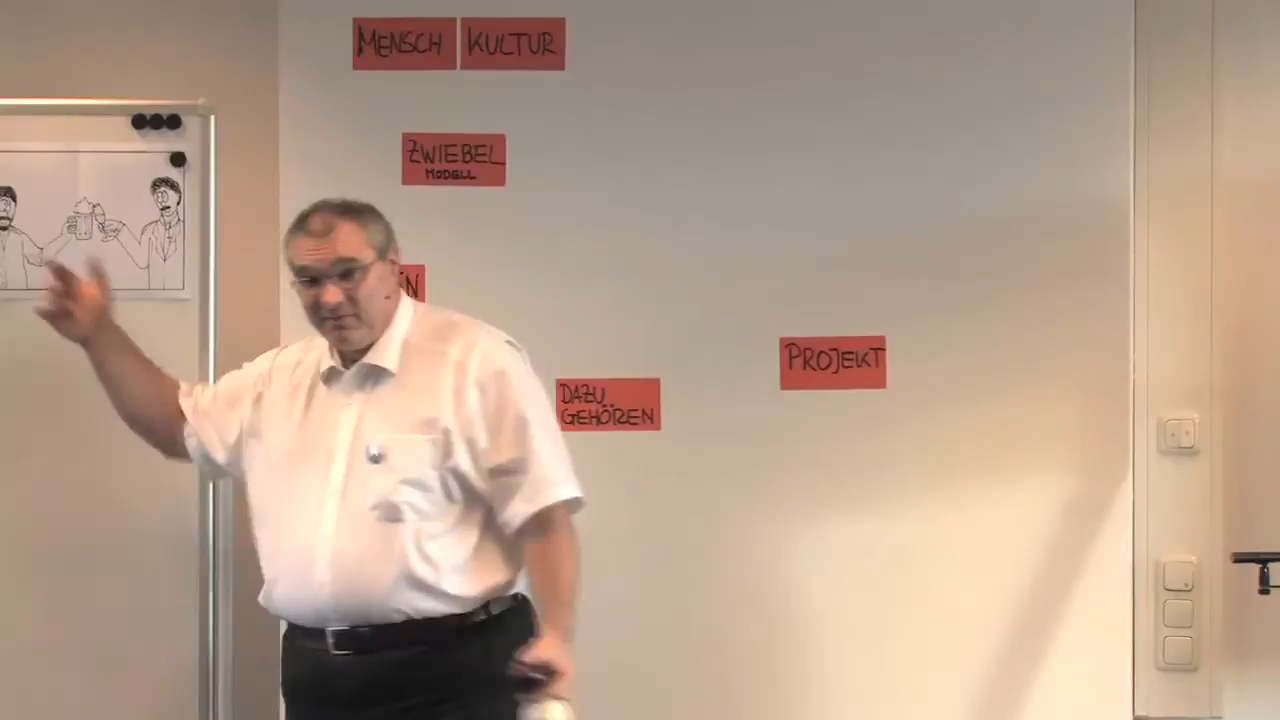 MENSCH KULTUR
ZWIEBEL
MODELL
DAZU
GEHÖREN
PROJEKT